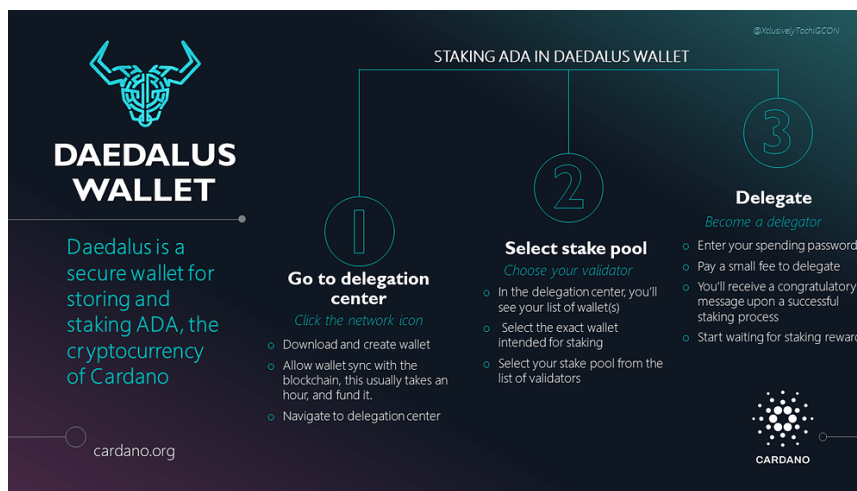 @XclusivelyTochiGCON
STAKING ADA IN DAEDALUS WALLET
DAEDALUS
WALLET
Daedalus is a
secure wallet for
storing and
staking ADA, the
cryptocurrency
of Cardano
cardano.org
1
Go to delegation
center
Click the network icon
Download and create wallet
Allow wallet sync with the
blockchain, this usually takes an
hour, and fund it.
Navigate to delegation center
2
Select stake pool
Choose your validator
In the delegation center, you'll
see your list of wallet(s)
Select the exact wallet
intended for staking
Select your stake pool from the
list of validators
3
Delegate
Become a delegator
Enter your spending password
Pay a small fee to delegate
You'll receive a congratulatory
message upon a successful
staking process
Start waiting for staking reward
CARDANO